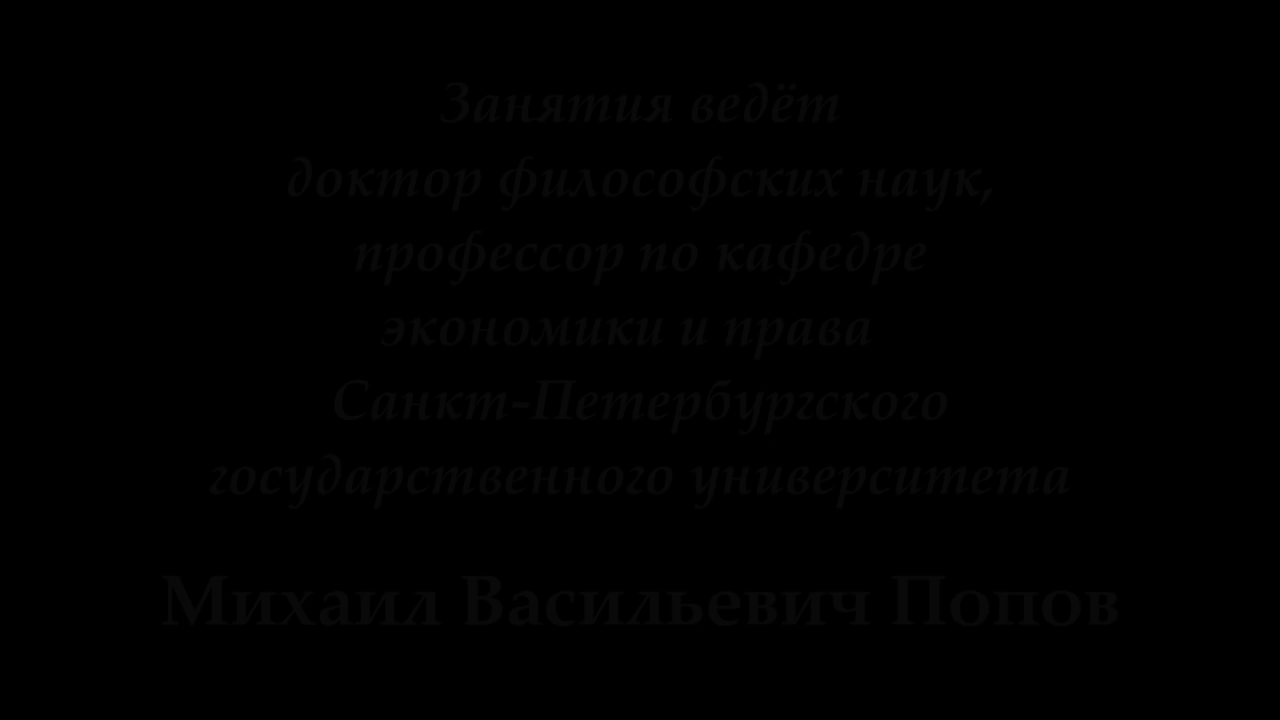 Занятия ведёт
доктор философских наук,
профессор по кафедре
экономики и права
Санкт-Петербургского
государственного университета
Михаил Васильевич Попов